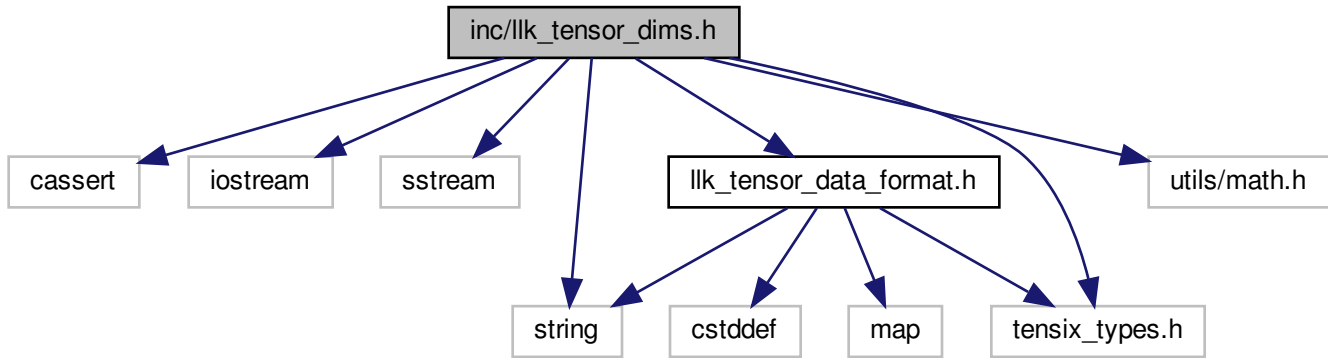 inc/llk_tensor_dims.h
cassert
iostream
sstream
llk_tensor_data_format.h
utils/math.h
string
cstddef
map
tensix_types.h